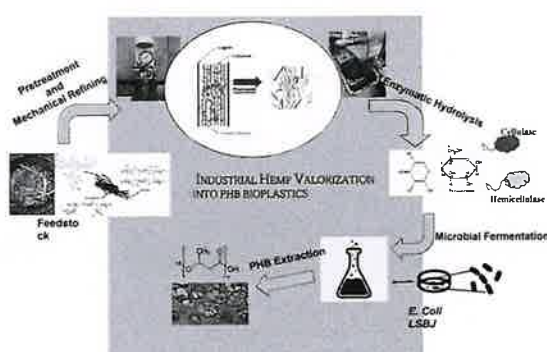 Pretreatment
and
Mechanical Refining
Enzymatic Hydrolysis
Cellulase
Hemicellulase
Feedsto
ck
INDUSTRIAL HEMP VALORIZATION
INTO PHB BIOPLASTICS
Microbial Fermentation
PHB Extraction
E. Coli
LSBJ